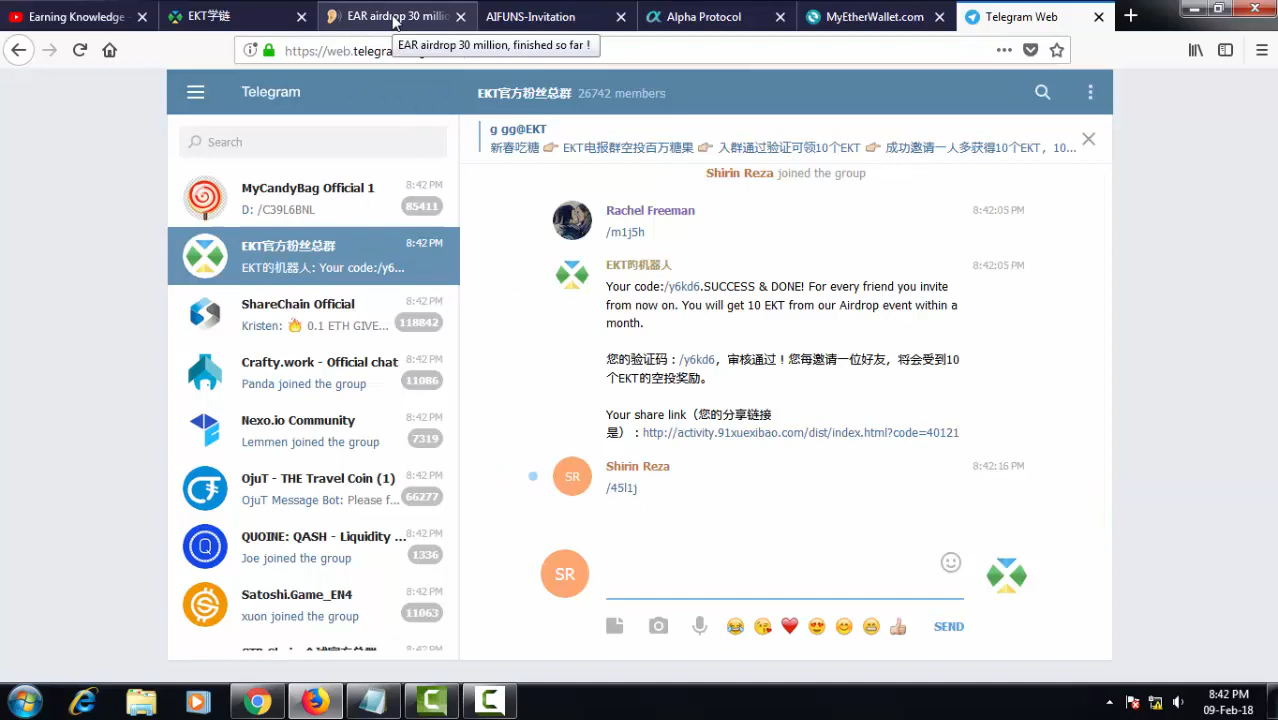 Earning Knowledge -
EKT学链
EAR airdrop 30 millic
AIFUNS-Invitation
Alpha Protocol
MyEtherWallet.com
Telegram Web
EAR airdrop 30 million, finished so far !
https://web.telegra
Telegram
EKT官方粉丝总群 26742 members
Search
g gg@EKT
新春吃糖 👉 EKT电报群空投百万糖果 👉 入群通过验证可领10个EKT 👉 成功邀请一人多获得10个EKT，10...
MyCandyBag Official 1 8:42 PM
D: /C39L6BNL 85411
EKT官方粉丝总群 8:42 PM
EKT的机器人: Your code:/y6...
ShareChain Official 8:42 PM
Kristen: 🔥 0.1 ETH GIVE... 118842
Crafty.work - Official chat 8:42 PM
Panda joined the group 11086
Nexo.io Community 8:42 PM
Lemmen joined the group 7319
OjuT - THE Travel Coin (1) 8:42 PM
OjuT Message Bot: Please f... 66277
QUOINE: QASH - Liquidity ... 8:42 PM
Joe joined the group 1336
Satoshi.Game_EN4 8:42 PM
xuon joined the group 11063
Shirin Reza joined the group
Rachel Freeman 8:42:05 PM
/m1j5h
EKT的机器人 8:42:05 PM
Your code:/y6kd6.SUCCESS & DONE! For every friend you invite
from now on. You will get 10 EKT from our Airdrop event within a
month.
您的验证码：/y6kd6，审核通过！您每邀请一位好友，将会受到10
个EKT的空投奖励。
Your share link（您的分享链接
是）: http://activity.91xuexibao.com/dist/index.html?code=40121
Shirin Reza 8:42:16 PM
SR
/45l1j
SR
SEND
8:42 PM
09-Feb-18